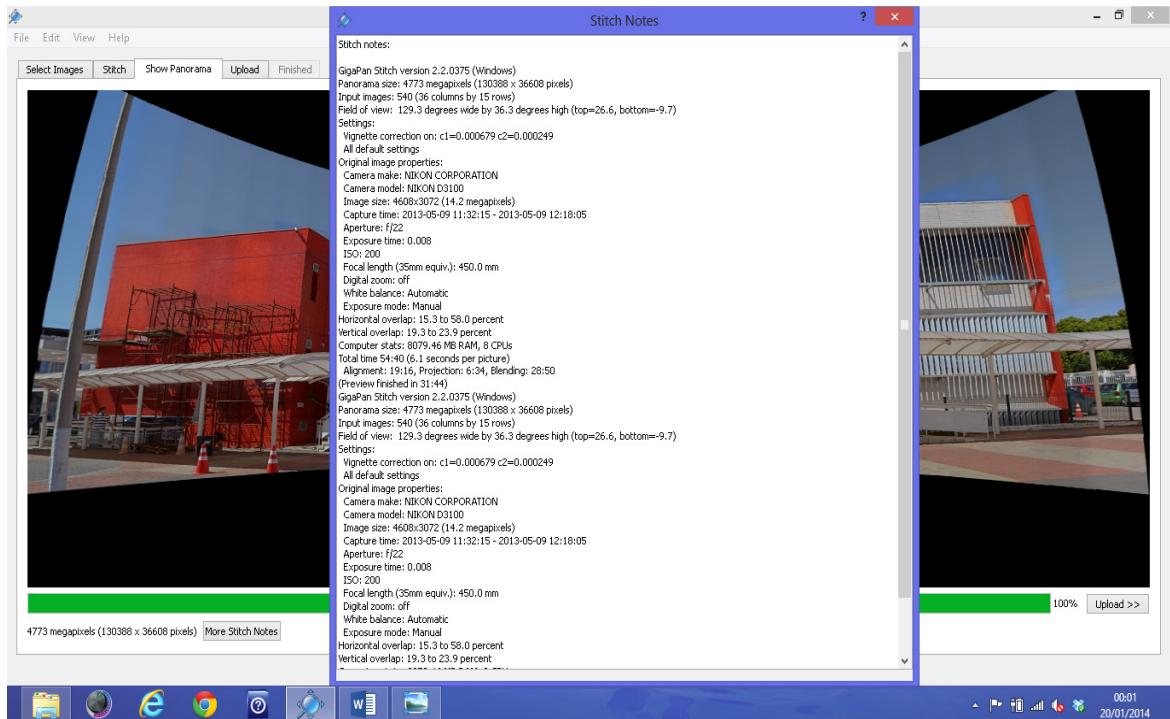 Stitch Notes
File Edit View Help
Select Images Stitch Show Panorama Upload Finished
Stitch notes:
GigaPan Stitch version 2.2.0375 (Windows)
Panorama size: 4773 megapixels (130388 x 36608 pixels)
Input images: 540 (36 columns by 15 rows)
Field of view: 129.3 degrees wide by 36.3 degrees high (top=26.6, bottom=-9.7)
Settings:
Vignette correction on: c1=0.000679 c2=0.000249
All default settings
Original image properties:
Camera make: NIKON CORPORATION
Camera model: NIKON D3100
Image size: 4608x3072 (14.2 megapixels)
Capture time: 2013-05-09 11:32:15 - 2013-05-09 12:18:05
Aperture: f/22
Exposure time: 0.008
ISO: 200
Focal length (35mm equiv.): 450.0 mm
Digital zoom: off
White balance: Automatic
Exposure mode: Manual
Horizontal overlap: 15.3 to 58.0 percent
Vertical overlap: 19.3 to 23.9 percent
Computer stats: 8079.46 MB RAM, 8 CPUs
Total time 54:40 (6.1 seconds per picture)
Alignment: 19:16, Projection: 6:34, Blending: 28:50
(Preview finished in 31:44)
GigaPan Stitch version 2.2.0375 (Windows)
Panorama size: 4773 megapixels (130388 x 36608 pixels)
Input images: 540 (36 columns by 15 rows)
Field of view: 129.3 degrees wide by 36.3 degrees high (top=26.6, bottom=-9.7)
Settings:
Vignette correction on: c1=0.000679 c2=0.000249
All default settings
Original image properties:
Camera make: NIKON CORPORATION
Camera model: NIKON D3100
Image size: 4608x3072 (14.2 megapixels)
Capture time: 2013-05-09 11:32:15 - 2013-05-09 12:18:05
Aperture: f/22
Exposure time: 0.008
ISO: 200
Focal length (35mm equiv.): 450.0 mm
Digital zoom: off
White balance: Automatic
Exposure mode: Manual
Horizontal overlap: 15.3 to 58.0 percent
Vertical overlap: 19.3 to 23.9 percent
100% Upload >>
4773 megapixels (130388 x 36608 pixels) More Stitch Notes
00:01
20/01/2014